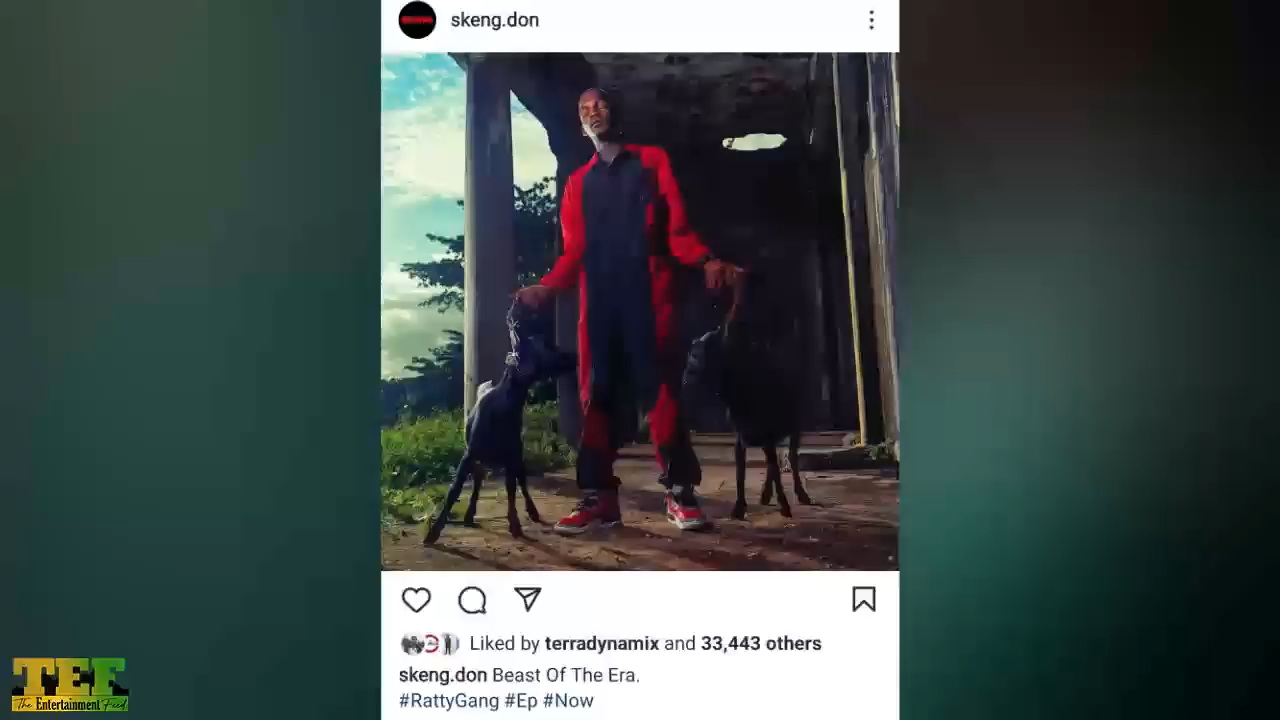 skeng.don
Liked by terradynamix and 33,443 others
skeng.don Beast Of The Era.
#RattyGang #Ep #Now
TEF
The Entertainment Feed